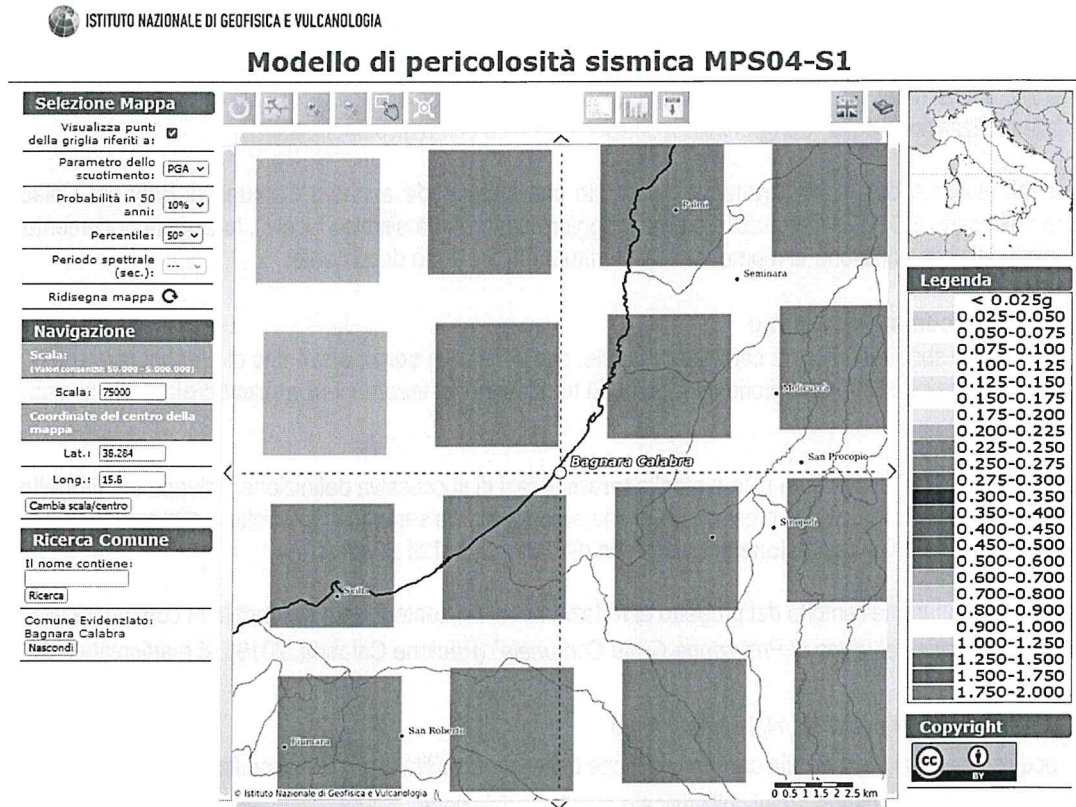 ISTITUTO NAZIONALE DI GEOFISICA E VULCANOLOGIA
Modello di pericolosità sismica MPS04-S1
Selezione Mappa
Visualizza punti
della griglia riferiti a:
Parametro dello
scuotimento: PGA
Probabilità in 50
anni: 10%
Percentile: 50°
Periodo spettrale
(sec.): ---
Ridisegna mappa
Navigazione
Scala:
(Valori consentiti: 50.000 - 5.000.000)
Scala: 75000
Coordinate del centro della
mappa
Lat.: 38.284
Long.: 15.8
Cambia scala/centro
Ricerca Comune
Il nome contiene:
Ricerca
Comune Evidenziato:
Bagnara Calabra
Nascondi
Palmi
Seminara
Melicuccà
Bagnara Calabra
San Procopio
Sinopoli
Scilla
San Roberto
Fiumara
© Istituto Nazionale di Geofisica e Vulcanologia
0 0.5 1 1.5 2 2.5 km
Legenda
< 0.025g
0.025-0.050
0.050-0.075
0.075-0.100
0.100-0.125
0.125-0.150
0.150-0.175
0.175-0.200
0.200-0.225
0.225-0.250
0.250-0.275
0.275-0.300
0.300-0.350
0.350-0.400
0.400-0.450
0.450-0.500
0.500-0.600
0.600-0.700
0.700-0.800
0.800-0.900
0.900-1.000
1.000-1.250
1.250-1.500
1.500-1.750
1.750-2.000
Copyright
CC
BY